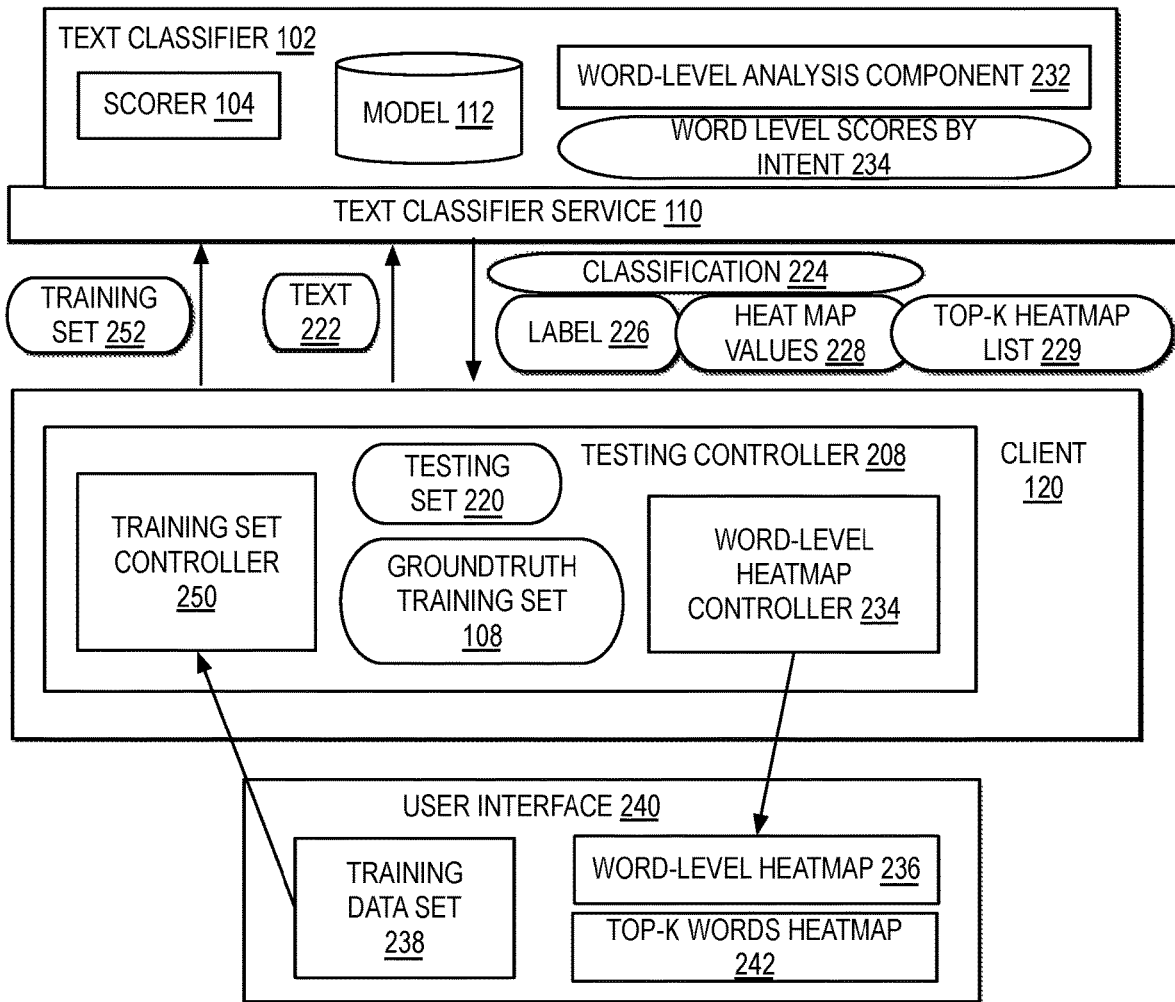 TEXT CLASSIFIER 102
SCORER 104
MODEL 112
WORD-LEVEL ANALYSIS COMPONENT 232
WORD LEVEL SCORES BY
INTENT 234
TEXT CLASSIFIER SERVICE 110
TRAINING
SET 252
TEXT
222
CLASSIFICATION 224
LABEL 226
HEAT MAP
VALUES 228
TOP-K HEATMAP
LIST 229
TESTING CONTROLLER 208
CLIENT
120
TRAINING SET
CONTROLLER
250
TESTING
SET 220
GROUNDTRUTH
TRAINING SET
108
WORD-LEVEL
HEATMAP
CONTROLLER 234
USER INTERFACE 240
TRAINING
DATA SET
238
WORD-LEVEL HEATMAP 236
TOP-K WORDS HEATMAP
242